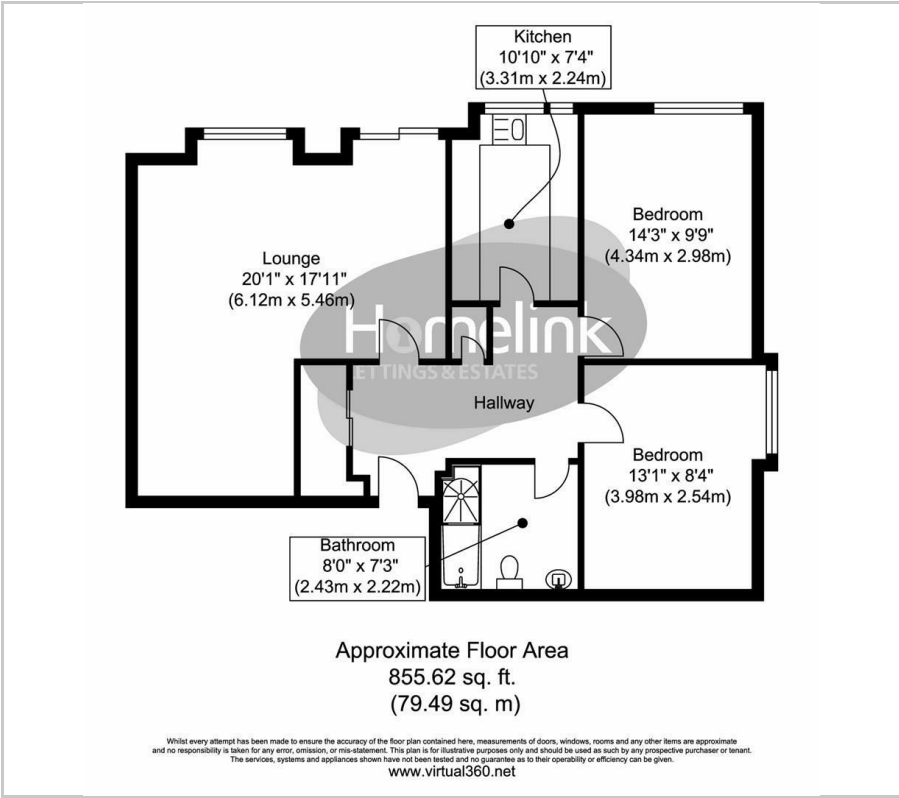 Kitchen
10'10" x 7'4"
(3.31m x 2.24m)
Bedroom
14'3" x 9'9"
(4.34m x 2.98m)
Lounge
20'1" x 17'11"
(6.12m x 5.46m)
Homelink
LETTINGS & ESTATES
Hallway
Bedroom
13'1" x 8'4"
(3.98m x 2.54m)
Bathroom
8'0" x 7'3"
(2.43m x 2.22m)
Approximate Floor Area
855.62 sq. ft.
(79.49 sq. m)
Whilst every attempt has been made to ensure the accuracy of the floor plan contained here, measurements of doors, windows, rooms and any other items are approximate
and no responsibility is taken for any error, omission, or mis-statement. This plan is for illustrative purposes only and should be used as such by any prospective purchaser or tenant.
The services, systems and appliances shown have not been tested and no guarantee as to their operability or efficiency can be given.
www.virtual360.net